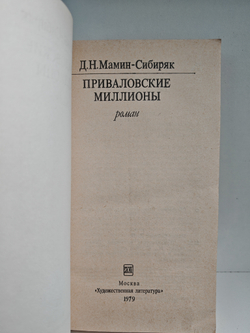 Д.Н.Мамин-Сибиряк
ПРИВАЛОВСКИЕ
МИЛЛИОНЫ
роман
Москва
«Художественная литература»
1979